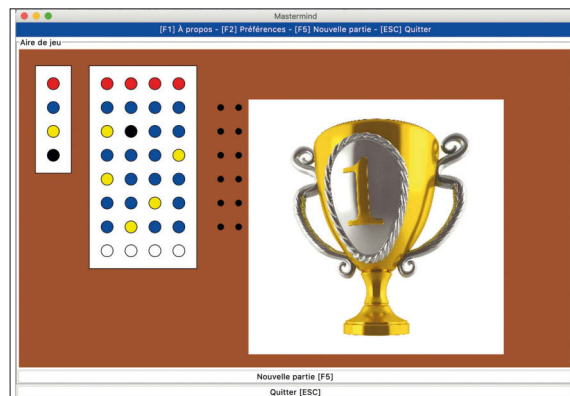 Mastermind
[F1] À propos - [F2] Préférences - [F5] Nouvelle partie - [ESC] Quitter
Aire de jeu
1
Nouvelle partie [F5]
Quitter [ESC]